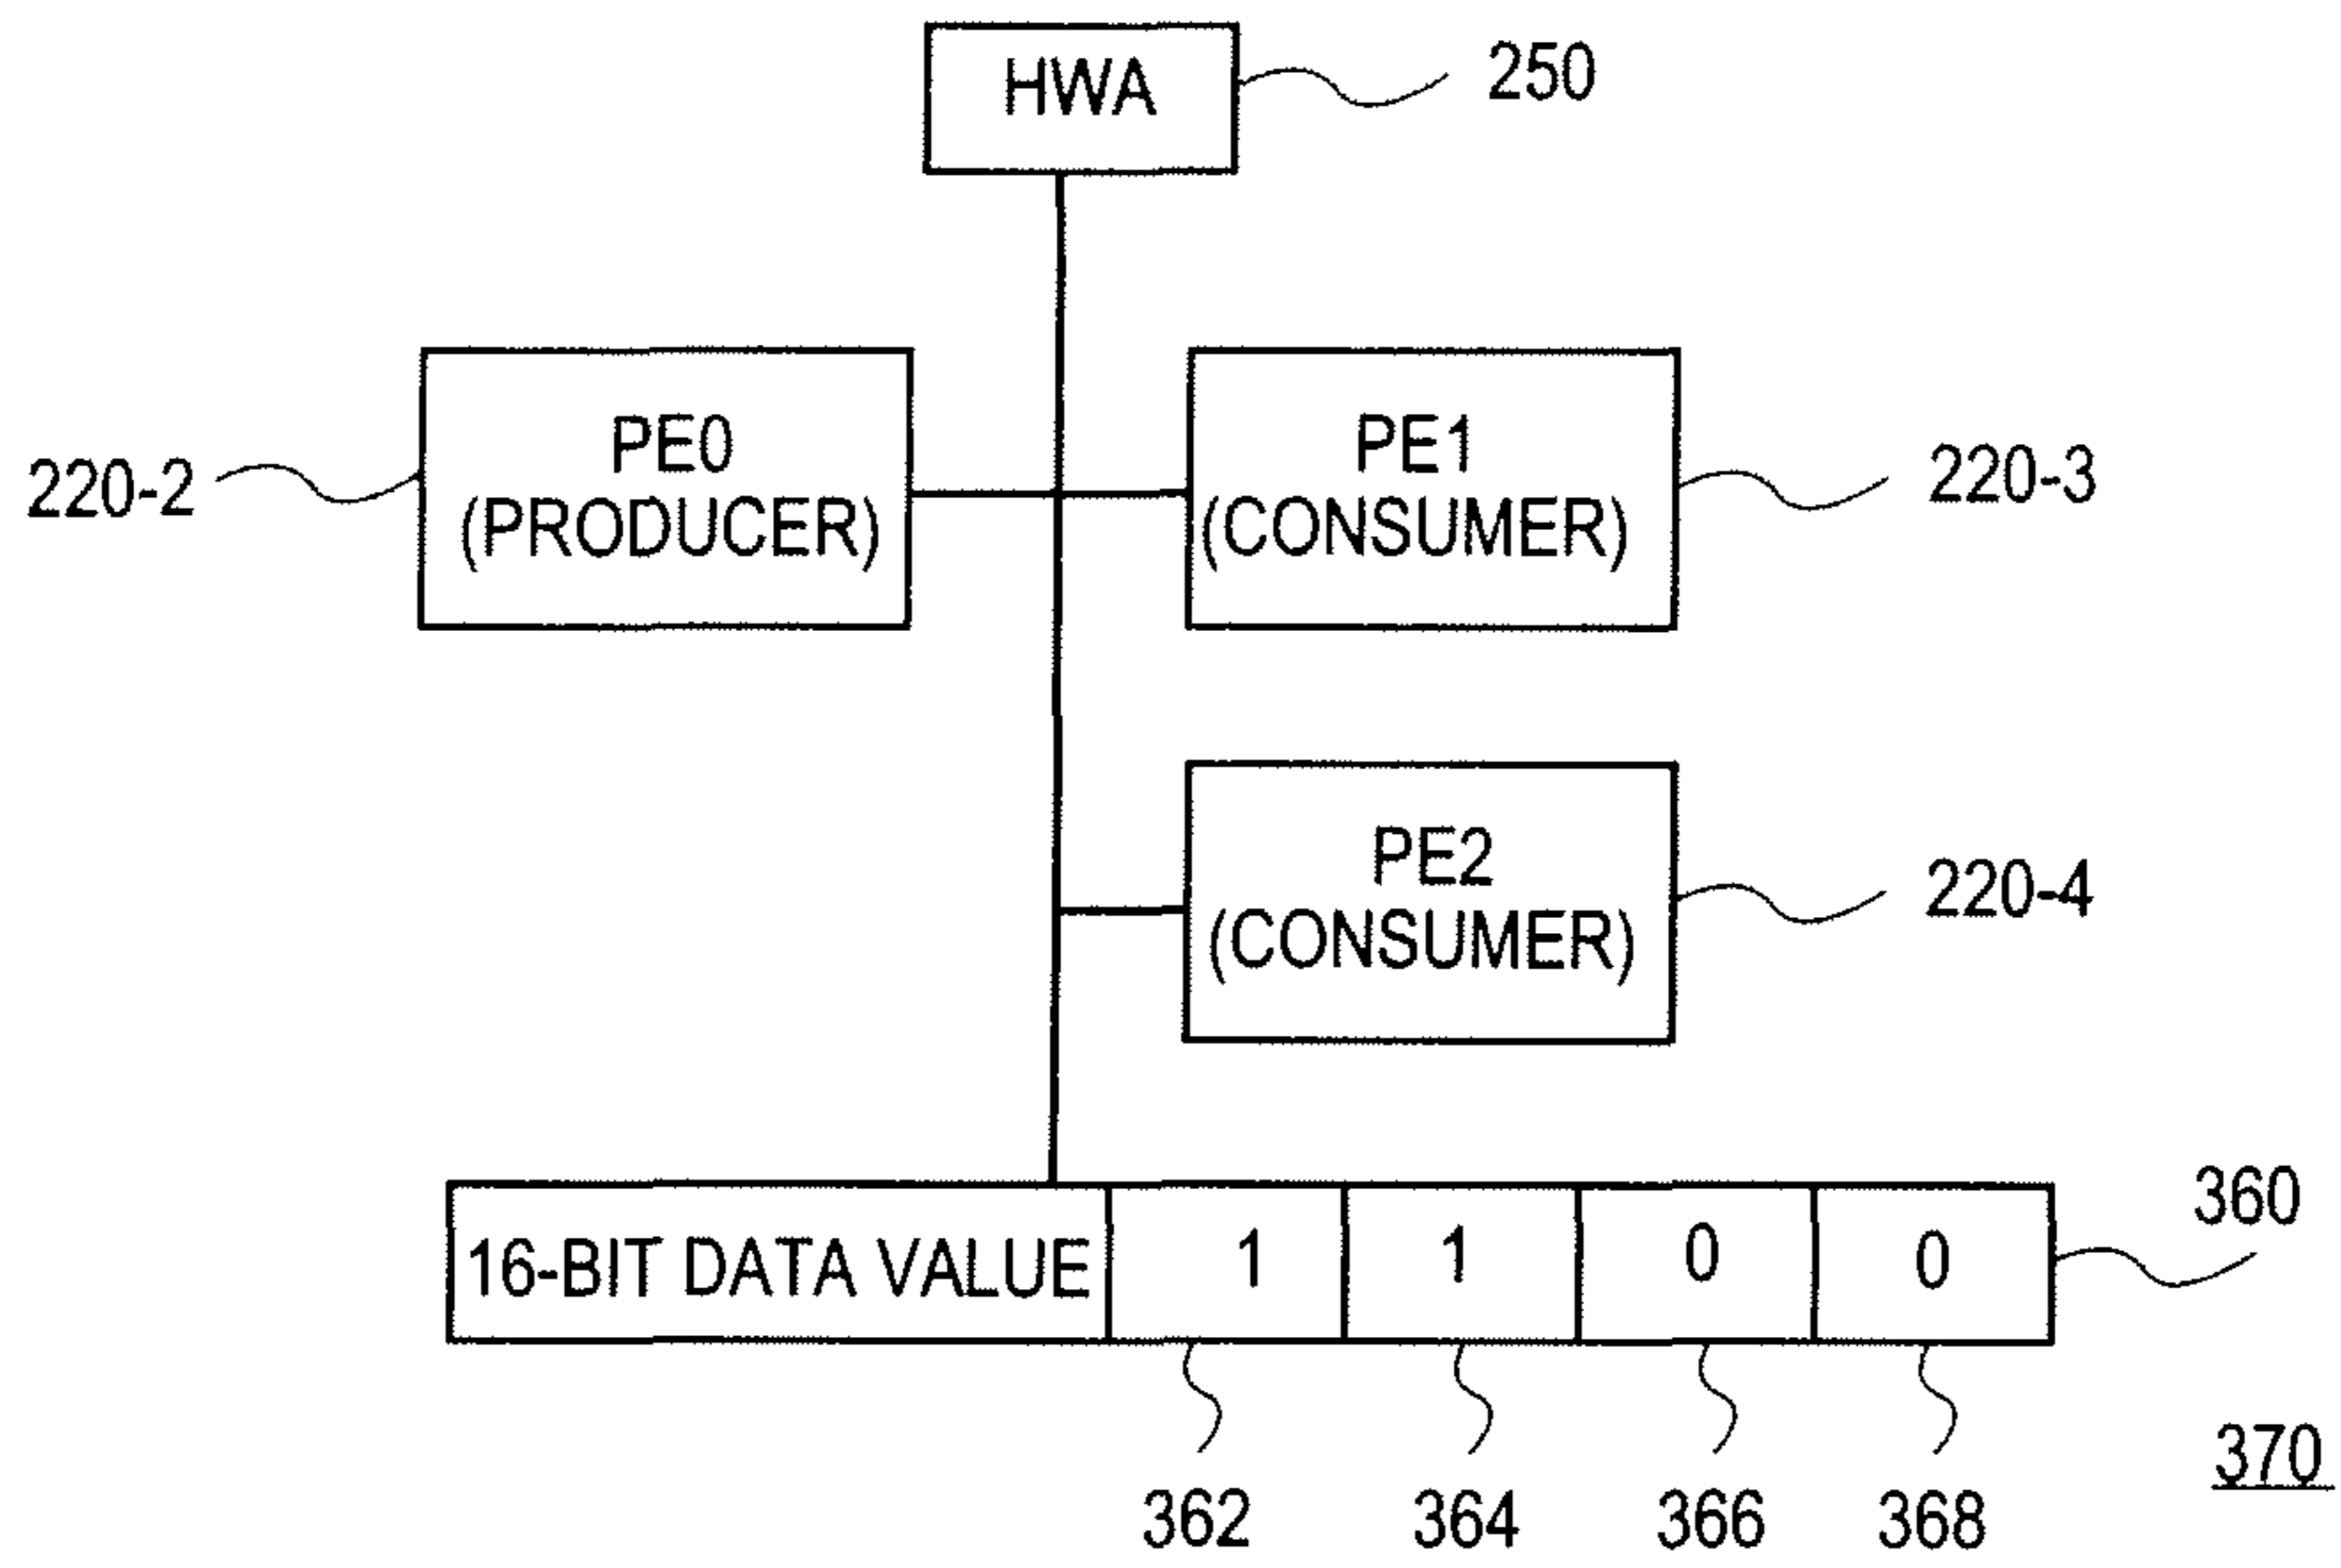 HWA
250
PE0
(PRODUCER)
220-2
PE1
(CONSUMER)
220-3
PE2
(CONSUMER)
220-4
16-BIT DATA VALUE 1 1 0 0
360
362 364 366 368
370